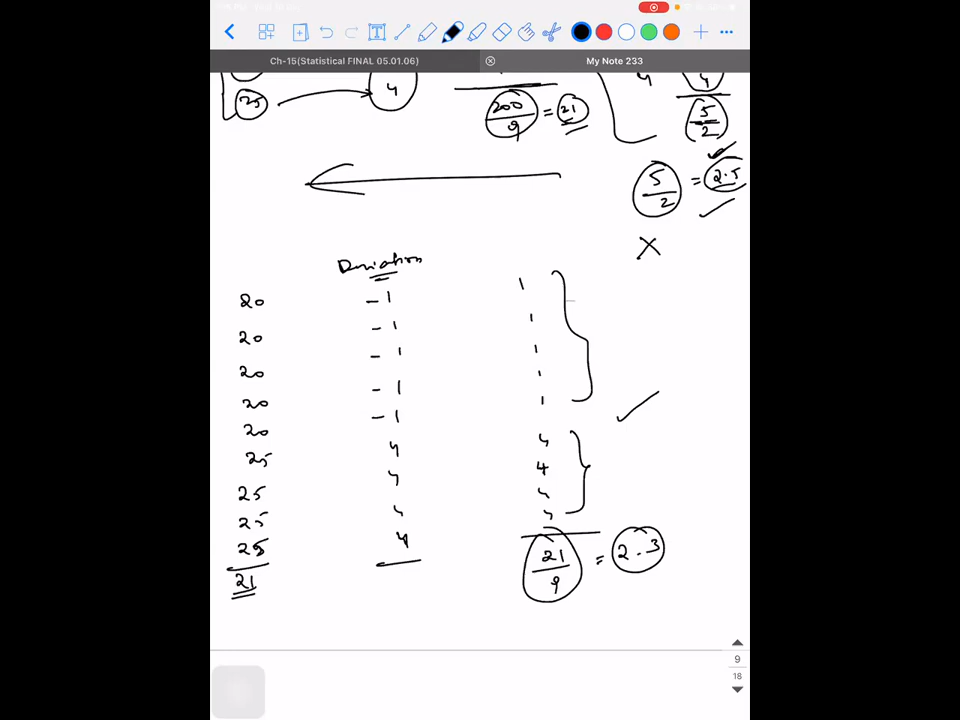 Ch-15(Statistical FINAL 05.01.06) My Note 233
25 4 4 4
200/9 = 21 5/2
5/2 = 2.5
X
Deviation
20 -1 1
20 -1 1
20 -1 1
20 -1 1
20 -1 1
25 4 4
25 4 4
25 4 4
25 4 4
21 21/9 = 2.3
9
18